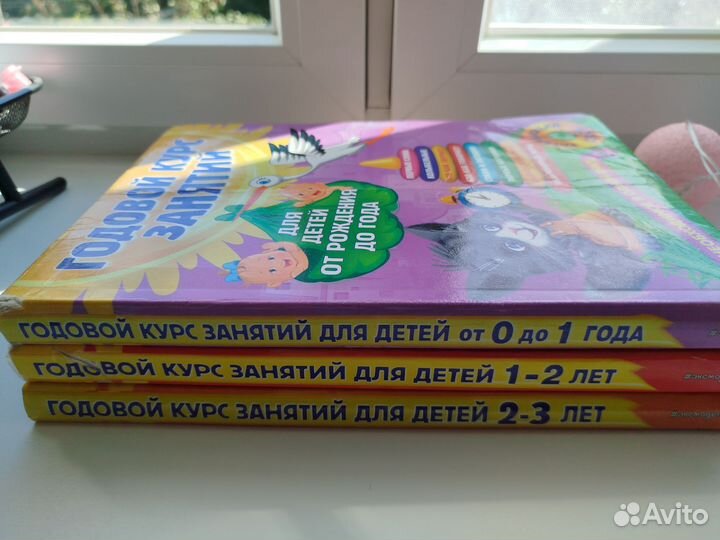 ГОДОВОЙ КУРС
ЗАНЯТИЙ
ДЛЯ
ДЕТЕЙ
ОТ РОЖДЕНИЯ
ДО ГОДА
ГОДОВОЙ КУРС ЗАНЯТИЙ ДЛЯ ДЕТЕЙ от 0 до 1 ГОДА
ГОДОВОЙ КУРС ЗАНЯТИЙ ДЛЯ ДЕТЕЙ 1-2 ЛЕТ
ГОДОВОЙ КУРС ЗАНЯТИЙ ДЛЯ ДЕТЕЙ 2-3 ЛЕТ
Avito